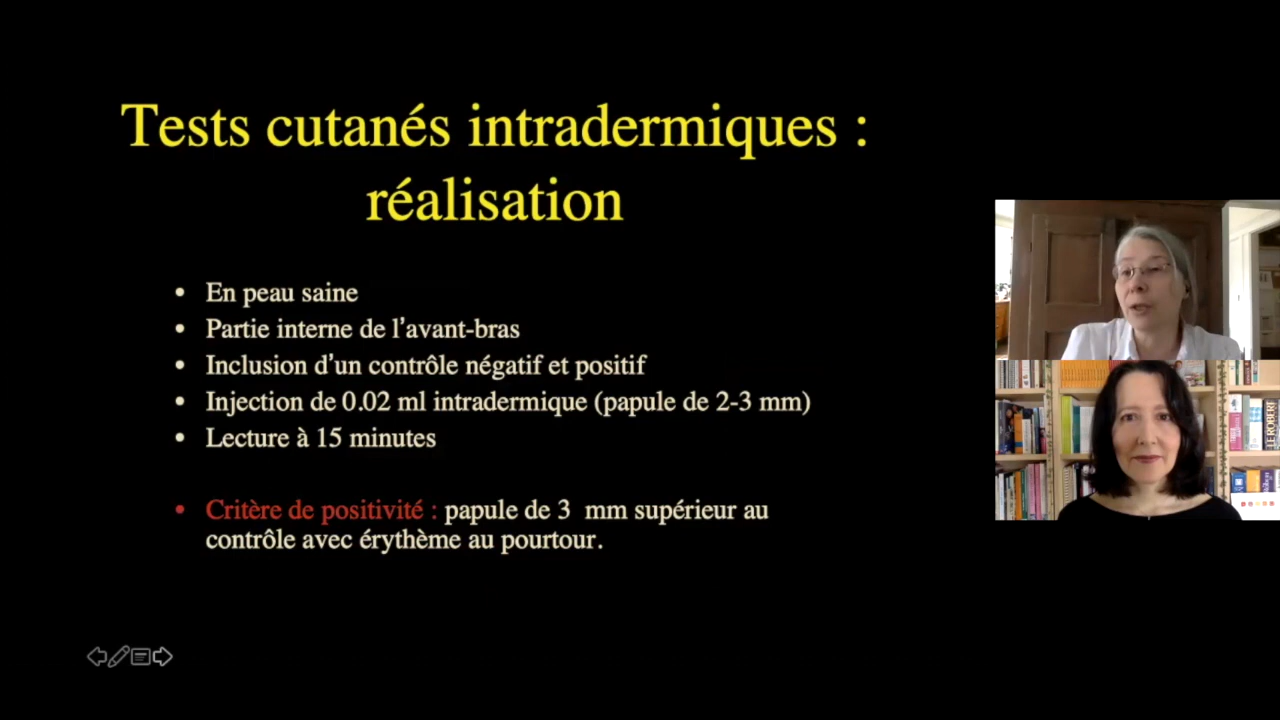 Tests cutanés intradermiques :
réalisation
• En peau saine
• Partie interne de l’avant-bras
• Inclusion d’un contrôle négatif et positif
• Injection de 0.02 ml intradermique (papule de 2-3 mm)
• Lecture à 15 minutes
• Critère de positivité : papule de 3 mm supérieur au
contrôle avec érythème au pourtour.
LE ROBERT